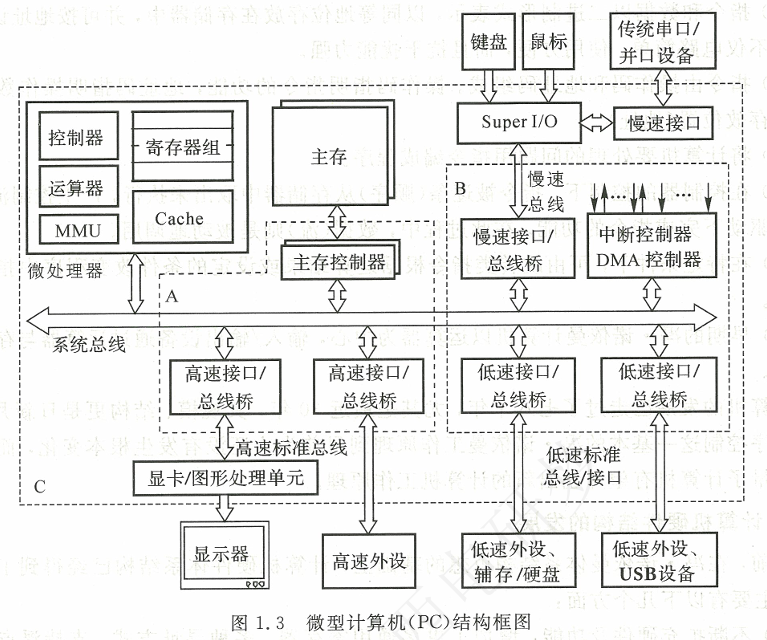 键盘
鼠标
传统串口/
并口设备
Super I/O
慢速接口
控制器
运算器
MMU
寄存器组
Cache
微处理器
主存
主存控制器
A
B
慢速
总线
慢速接口/
总线桥
中断控制器
DMA 控制器
系统总线
高速接口/
总线桥
高速接口/
总线桥
低速接口/
总线桥
低速接口/
总线桥
高速标准总线
低速标准
总线/接口
C
显卡/图形处理单元
显示器
高速外设
低速外设、
辅存/硬盘
低速外设、
USB设备
图 1.3 微型计算机(PC)结构框图